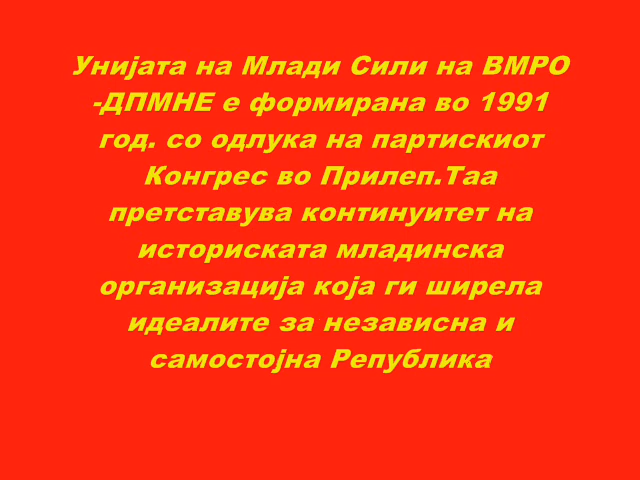 Унијата на Млади Сили на ВМРО
-ДПМНЕ е формирана во 1991
год. со одлука на партискиот
Конгрес во Прилеп.Таа
претставува континуитет на
историската младинска
организација која ги ширела
идеалите за независна и
самостојна Република